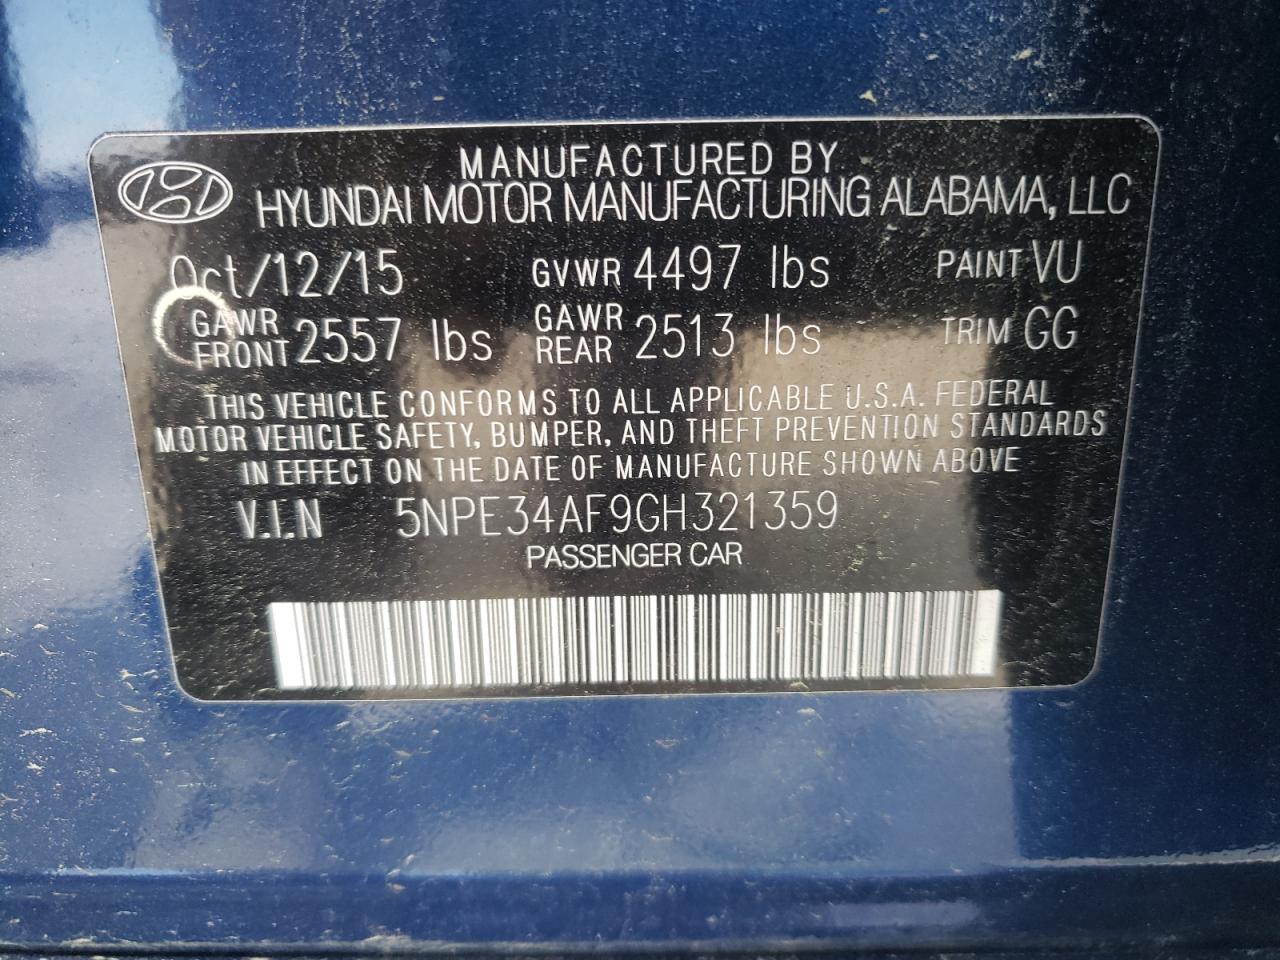 MANUFACTURED BY
HYUNDAI MOTOR MANUFACTURING ALABAMA, LLC
Oct/12/15 GVWR 4497 lbs PAINT VU
GAWR FRONT 2557 lbs GAWR REAR 2513 lbs TRIM GG
THIS VEHICLE CONFORMS TO ALL APPLICABLE U.S.A. FEDERAL
MOTOR VEHICLE SAFETY, BUMPER, AND THEFT PREVENTION STANDARDS
IN EFFECT ON THE DATE OF MANUFACTURE SHOWN ABOVE
V.I.N 5NPE34AF9GH321359
PASSENGER CAR